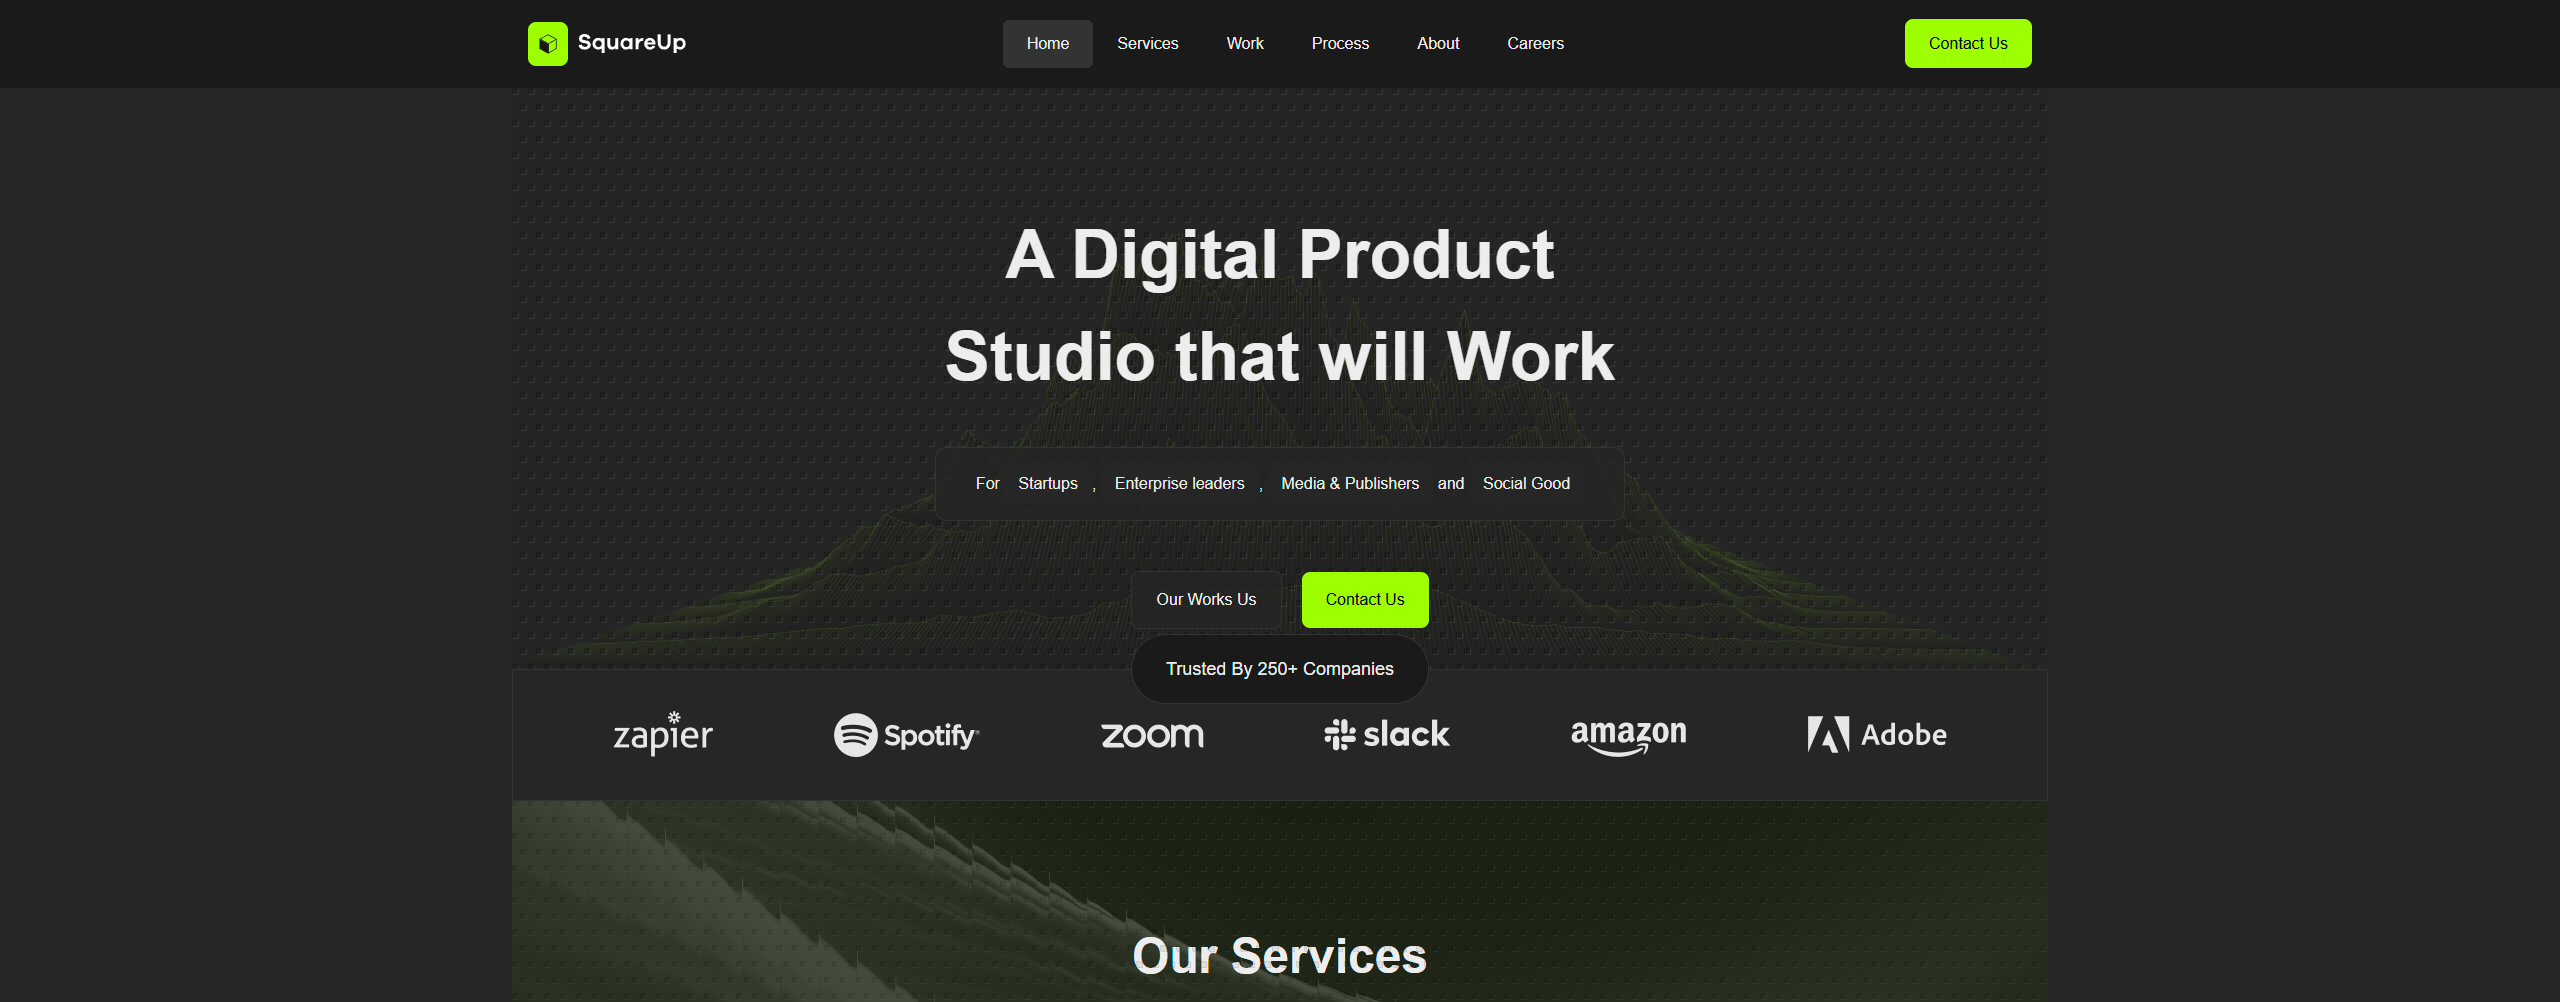 SquareUp
Home Services Work Process About Careers
Contact Us
A Digital Product
Studio that will Work
For Startups , Enterprise leaders , Media & Publishers and Social Good
Our Works Us
Contact Us
Trusted By 250+ Companies
zapier Spotify zoom slack amazon Adobe
Our Services